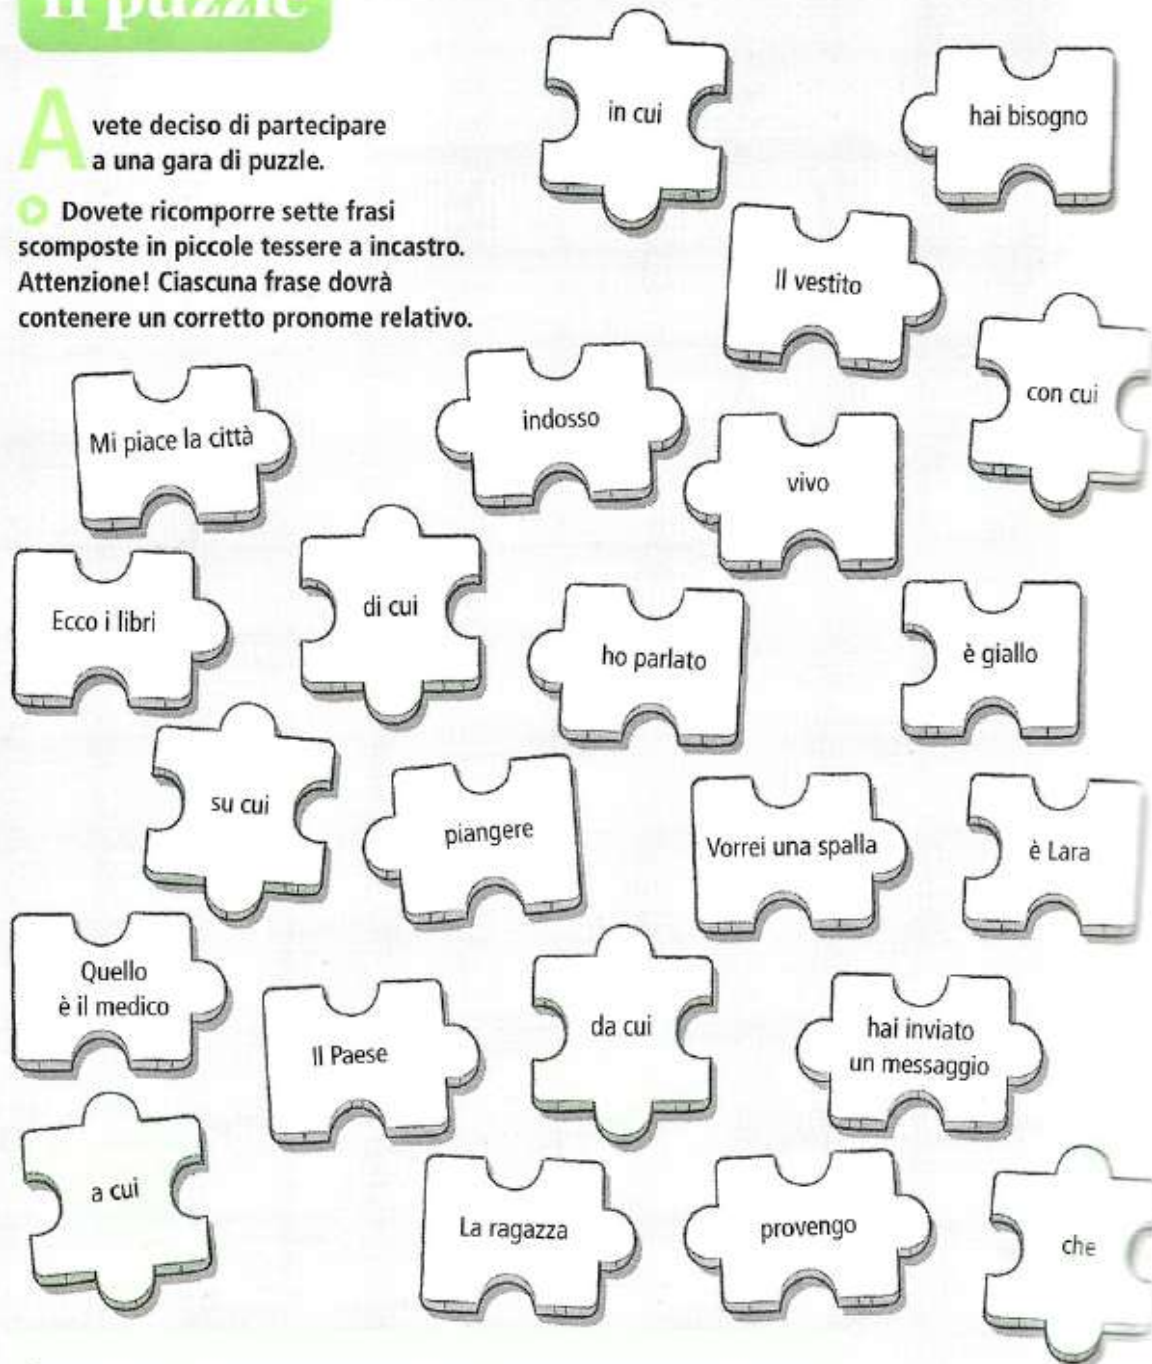 Il puzzle
Avete deciso di partecipare
a una gara di puzzle.
Dovete ricomporre sette frasi
scomposte in piccole tessere a incastro.
Attenzione! Ciascuna frase dovrà
contenere un corretto pronome relativo.
in cui
hai bisogno
Il vestito
con cui
Mi piace la città
indosso
vivo
Ecco i libri
di cui
ho parlato
è giallo
su cui
piangere
Vorrei una spalla
è Lara
Quello
è il medico
Il Paese
da cui
hai inviato
un messaggio
a cui
La ragazza
provengo
che